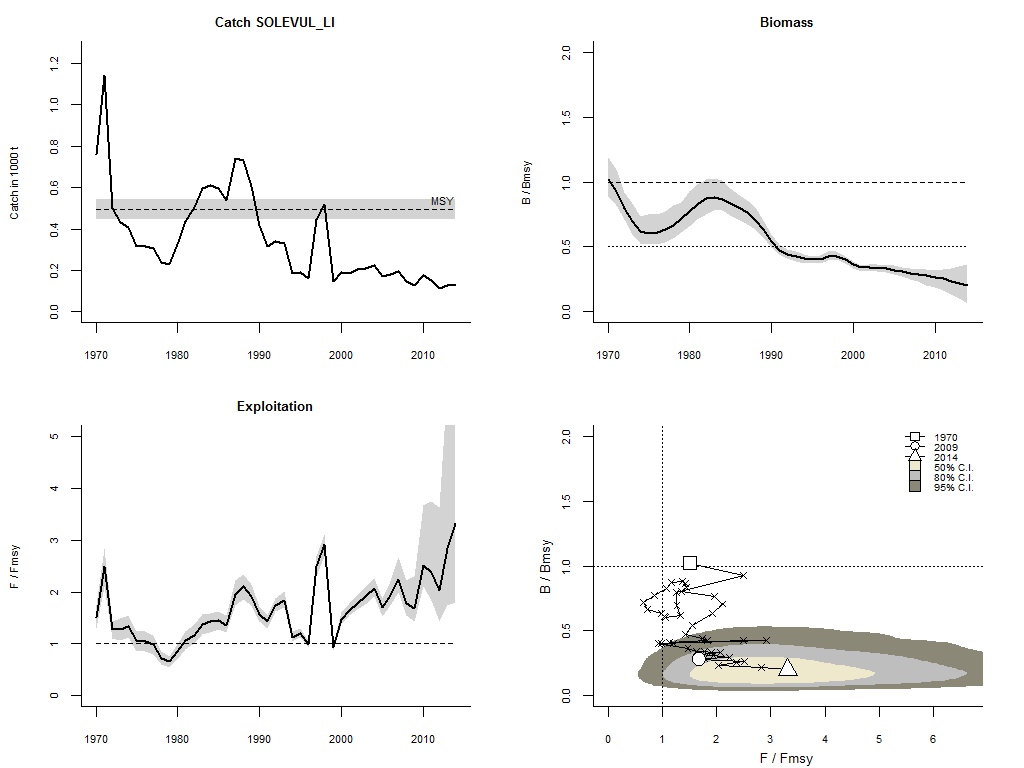 Catch SOLEVUL_LI
Catch in 1000 t
1.2
1.0
0.8
0.6
0.4
0.2
0.0
MSY
1970 1980 1990 2000 2010
Biomass
B / Bmsy
2.0
1.5
1.0
0.5
0.0
1970 1980 1990 2000 2010
Exploitation
F / Fmsy
5
4
3
2
1
0
1970 1980 1990 2000 2010
B / Bmsy
2.0
1.5
1.0
0.5
0.0
1970
2009
2014
50% C.I.
80% C.I.
95% C.I.
0 1 2 3 4 5 6
F / Fmsy